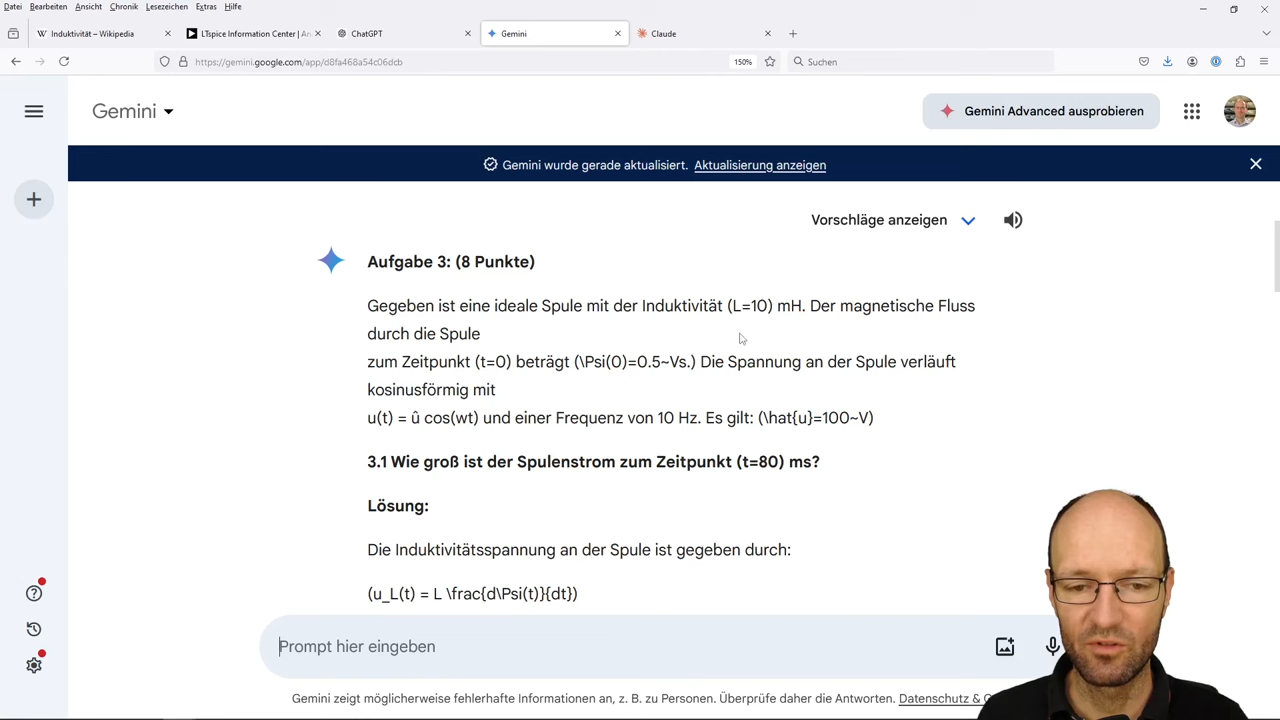 Datei Bearbeiten Ansicht Chronik Lesezeichen Extras Hilfe
W Induktivität – Wikipedia
LTspice Information Center | An
ChatGPT
Gemini
Claude
https://gemini.google.com/app/d8fa468a54c06dcb
150%
Suchen
Gemini
Gemini Advanced ausprobieren
Gemini wurde gerade aktualisiert. Aktualisierung anzeigen
Vorschläge anzeigen
Aufgabe 3: (8 Punkte)
Gegeben ist eine ideale Spule mit der Induktivität (L=10) mH. Der magnetische Fluss
durch die Spule
zum Zeitpunkt (t=0) beträgt (\Psi(0)=0.5~Vs.) Die Spannung an der Spule verläuft
kosinusförmig mit
u(t) = û cos(wt) und einer Frequenz von 10 Hz. Es gilt: (\hat{u}=100~V)
3.1 Wie groß ist der Spulenstrom zum Zeitpunkt (t=80) ms?
Lösung:
Die Induktivitätsspannung an der Spule ist gegeben durch:
(u_L(t) = L \frac{d\Psi(t)}{dt})
Prompt hier eingeben
Gemini zeigt möglicherweise fehlerhafte Informationen an, z. B. zu Personen. Überprüfe daher die Antworten. Datenschutz &